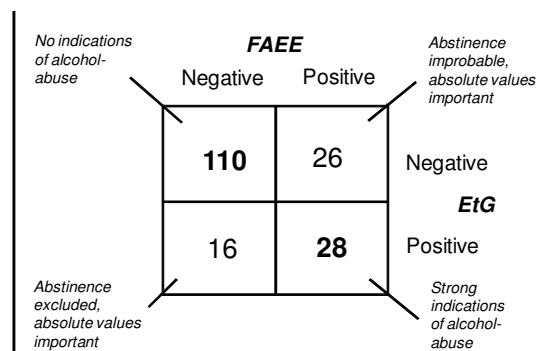 No indications
of alcohol-
abuse
FAEE
Negative Positive
Abstinence
improbable,
absolute values
important
110 26
Negative
EtG
16 28
Positive
Abstinence
excluded,
absolute values
important
Strong
indications
of alcohol-
abuse